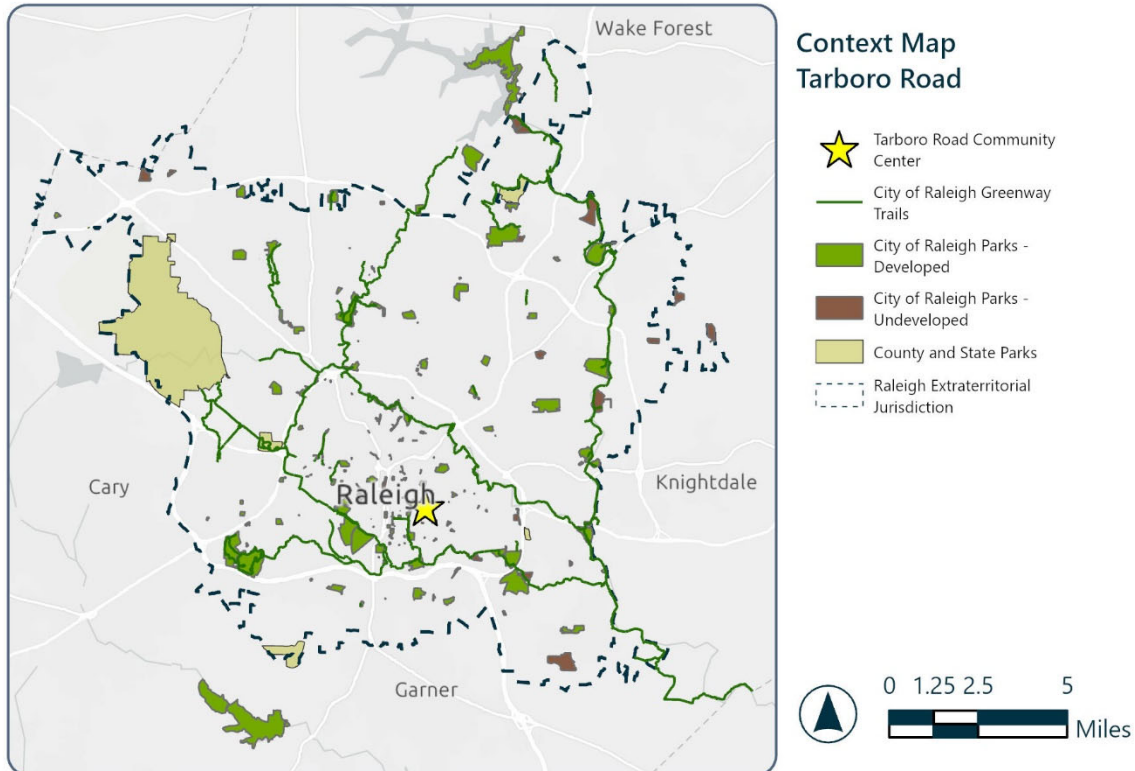 Wake Forest
Cary
Raleigh
Knightdale
Garner
Context Map
Tarboro Road
Tarboro Road Community
Center
City of Raleigh Greenway
Trails
City of Raleigh Parks -
Developed
City of Raleigh Parks -
Undeveloped
County and State Parks
Raleigh Extraterritorial
Jurisdiction
0 1.25 2.5 5
Miles